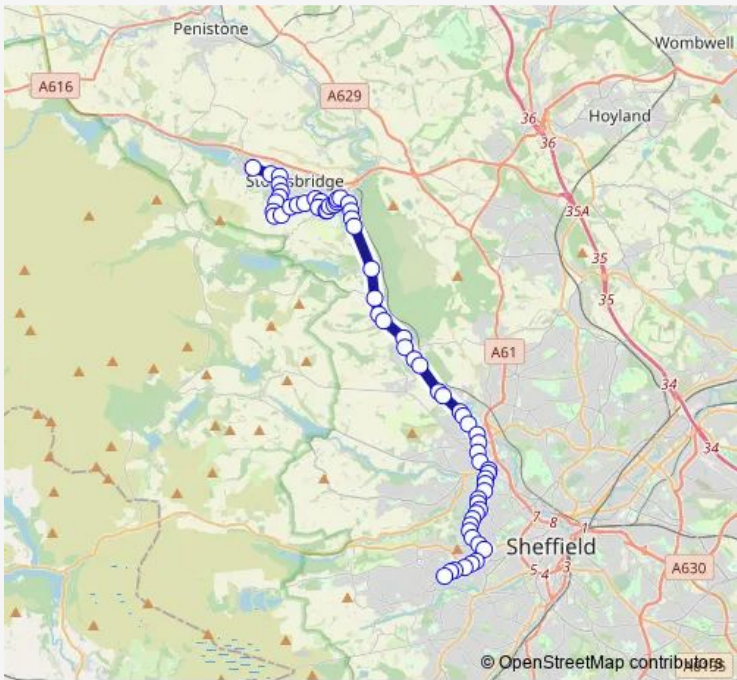 Penistone
Wombwell
A616
A629
Hoyland
36
36
Stocksbridge
35A
35
35
A61
34
34
7
8
1
Sheffield
5
4
3
A630
© OpenStreetMap contributors